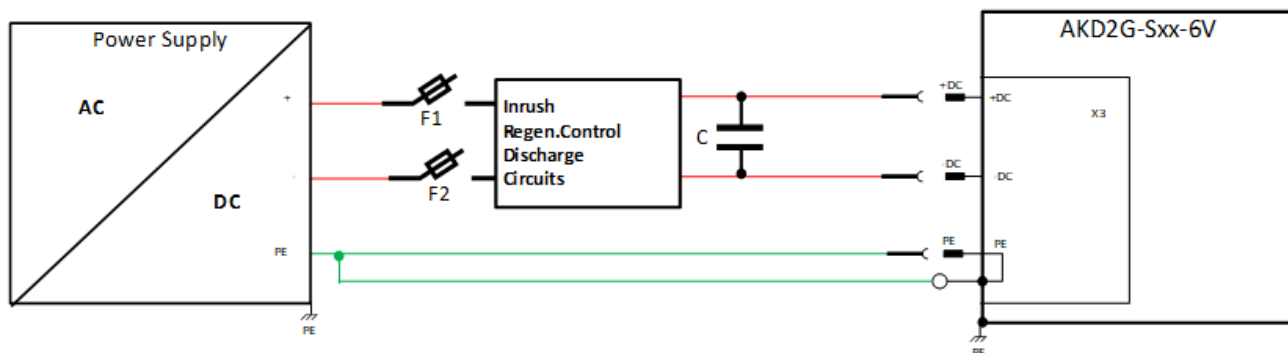 Power Supply
AC
DC
+
-
PE
PE
F1
F2
Inrush
Regen.Control
Discharge
Circuits
C
AKD2G-Sxx-6V
X3
+DC
+DC
-DC
-DC
PE
PE
PE